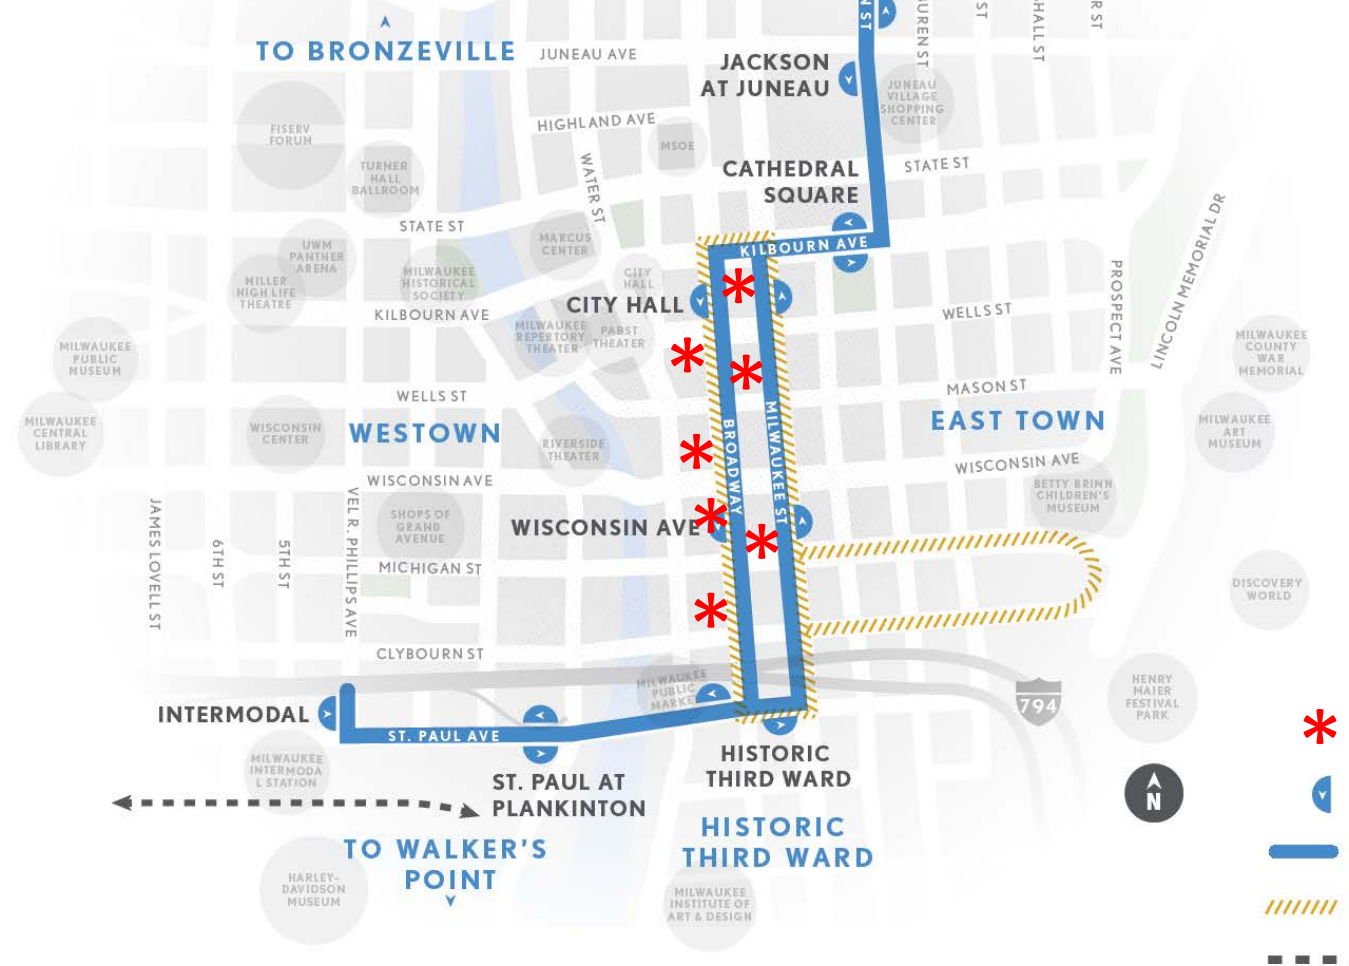 N ST
BUREN ST
ST
HALL ST
R ST
TO BRONZEVILLE
JUNEAU AVE
JACKSON
AT JUNEAU
JUNEAU
VILLAGE
SHOPPING
CENTER
FISERV
FORUM
HIGHLAND AVE
MSOE
TURNER
HALL
BALLROOM
WATER ST
CATHEDRAL
SQUARE
STATE ST
STATE ST
LINCOLN MEMORIAL DR
UWM
PANTHER
ARENA
MARCUS
CENTER
KILBOURN AVE
MILLER
HIGH LIFE
THEATRE
MILWAUKEE
HISTORICAL
SOCIETY
CITY
HALL
CITY HALL
PROSPECT AVE
KILBOURN AVE
WELLS ST
MILWAUKEE
REPERTORY
THEATER
PABST
THEATER
MILWAUKEE
PUBLIC
MUSEUM
MILWAUKEE
COUNTY
WAR
MEMORIAL
WELLS ST
MASON ST
MILWAUKEE
CENTRAL
LIBRARY
WISCONSIN
CENTER
WESTOWN
RIVERSIDE
THEATER
BROADWAY
MILWAUKEE ST
EAST TOWN
MILWAUKEE
ART
MUSEUM
WISCONSIN AVE
WISCONSIN AVE
BETTY BRINN
CHILDREN'S
MUSEUM
JAMES LOVELL ST
6TH ST
5TH ST
VEL R. PHILLIPS AVE
SHOPS OF
GRAND
AVENUE
WISCONSIN AVE
MICHIGAN ST
DISCOVERY
WORLD
CLYBOURN ST
MILWAUKEE
PUBLIC
MARKET
HENRY
MAIER
FESTIVAL
PARK
794
INTERMODAL
ST. PAUL AVE
MILWAUKEE
INTERMODA
L STATION
ST. PAUL AT
PLANKINTON
HISTORIC
THIRD WARD
N
TO WALKER'S
POINT
HISTORIC
THIRD WARD
HARLEY-
DAVIDSON
MUSEUM
MILWAUKEE
INSTITUTE OF
ART & DESIGN